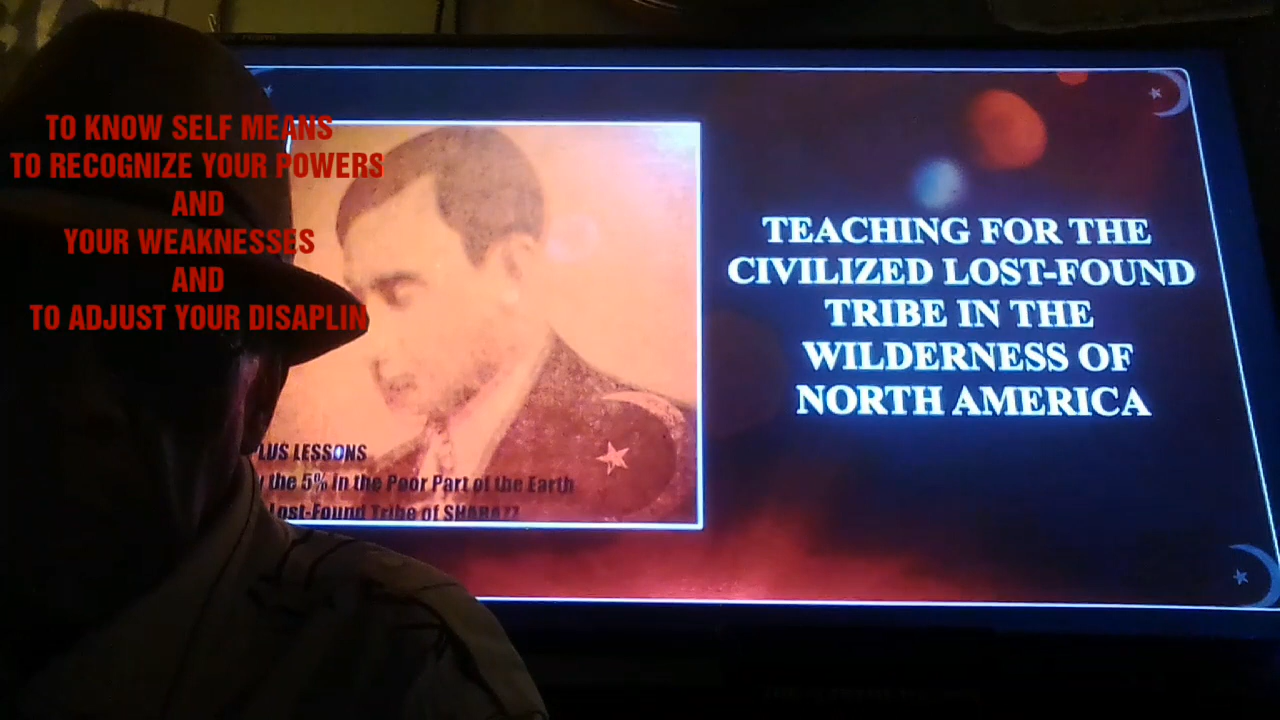 TO KNOW SELF MEANS
TO RECOGNIZE YOUR POWERS
AND
YOUR WEAKNESSES
AND
TO ADJUST YOUR DISAPLIN
LUS LESSONS
the 5% in the Poor Part of the Earth
Lost-Found Tribe of SHABAZZ
TEACHING FOR THE
CIVILIZED LOST-FOUND
TRIBE IN THE
WILDERNESS OF
NORTH AMERICA